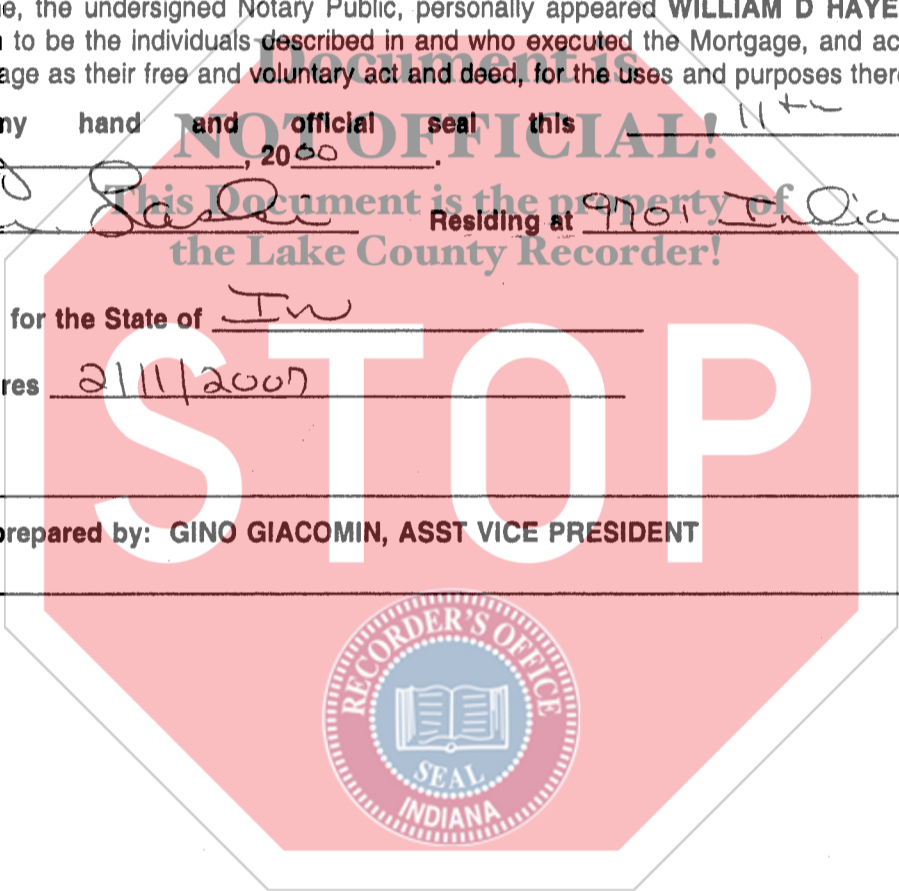 e, the undersigned Notary Public, personally appeared WILLIAM D HAYE
to be the individuals described in and who executed the Mortgage, and ac
age as their free and voluntary act and deed, for the uses and purposes ther
Document is
ny hand and official seal this 11th
NOT OFFICIAL!
, 2000.
This Document is the property of
Residing at 9701 India
the Lake County Recorder!
for the State of In
res 2/11/2007
STOP
prepared by: GINO GIACOMIN, ASST VICE PRESIDENT
RECORDER'S OFFICE
SEAL
INDIANA